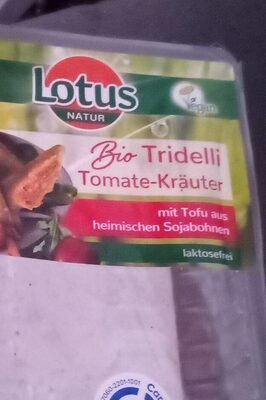 Lotus
NATUR
vegan
Bio Tridelli
Tomate-Kräuter
mit Tofu aus
heimischen Sojabohnen
laktosefrei